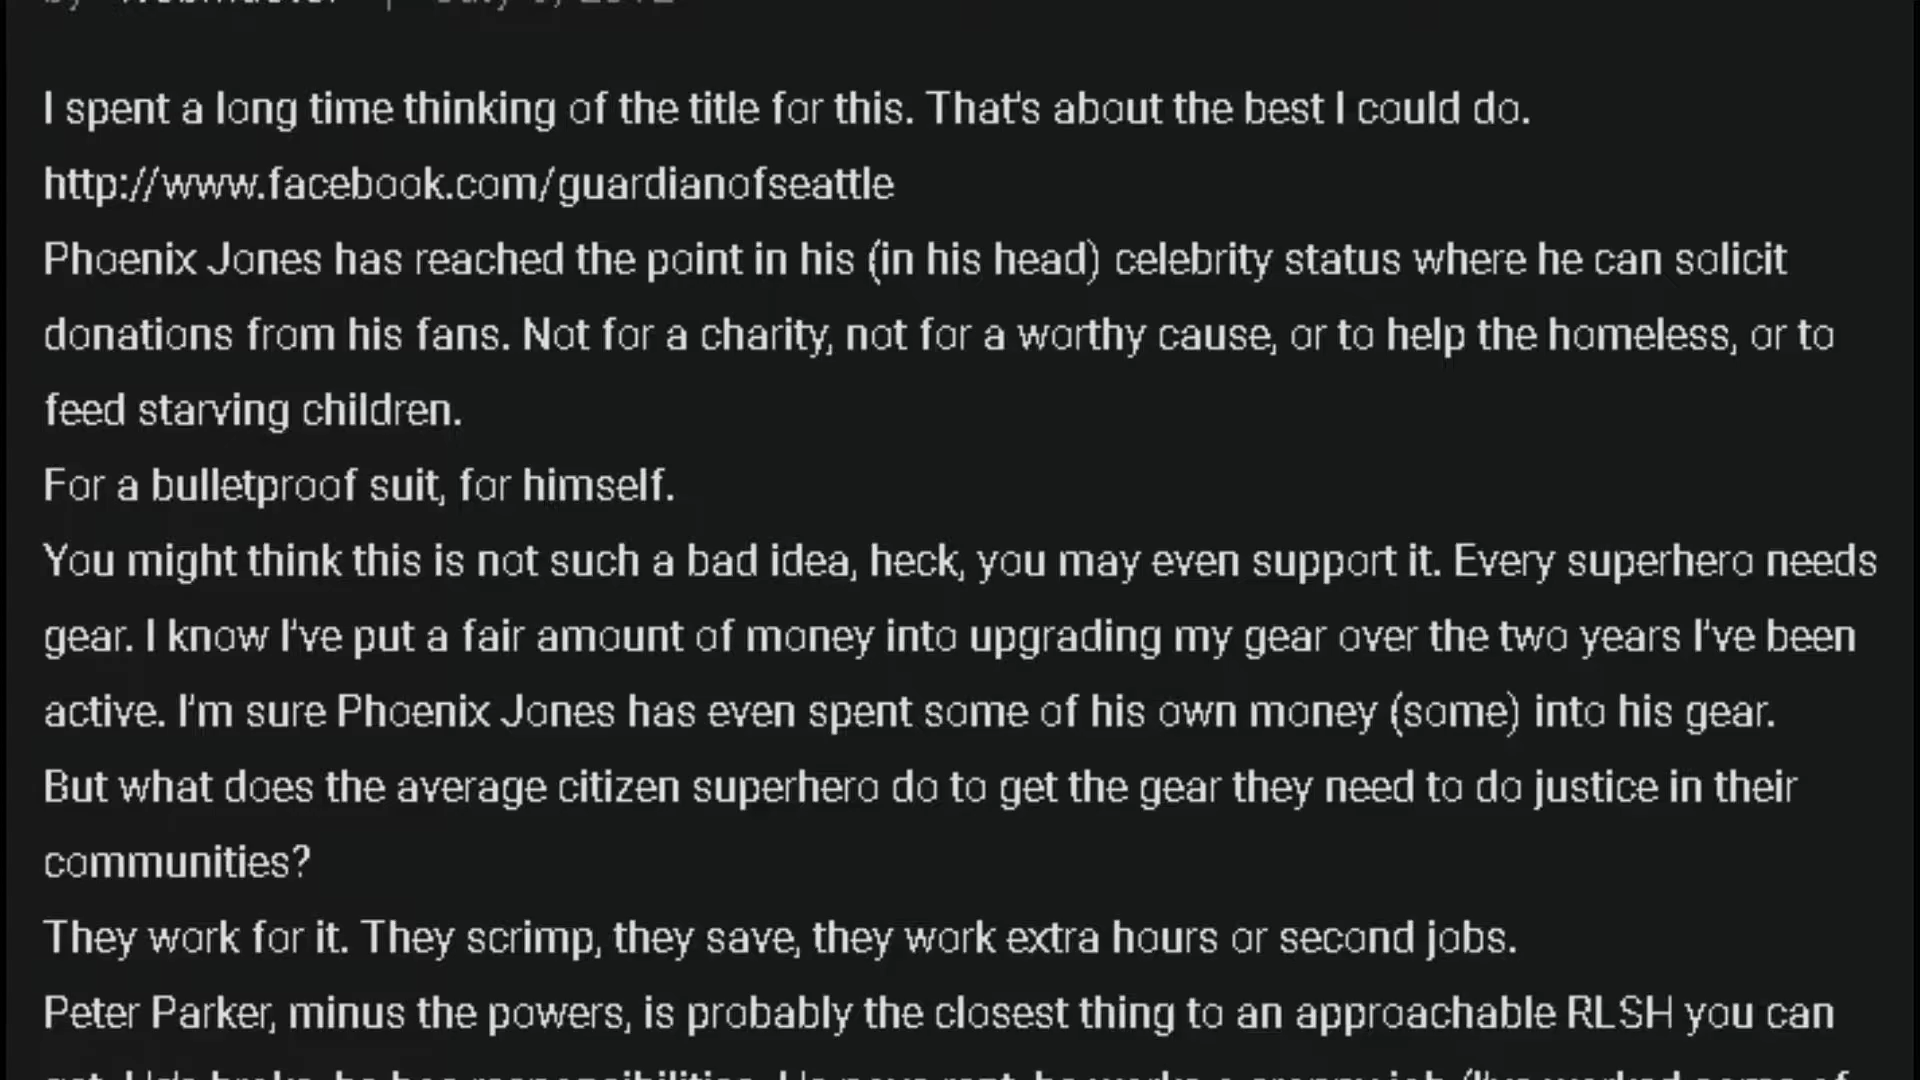 I spent a long time thinking of the title for this. That's about the best I could do.
http://www.facebook.com/guardianofseattle
Phoenix Jones has reached the point in his (in his head) celebrity status where he can solicit
donations from his fans. Not for a charity, not for a worthy cause, or to help the homeless, or to
feed starving children.
For a bulletproof suit, for himself.
You might think this is not such a bad idea, heck, you may even support it. Every superhero needs
gear. I know I've put a fair amount of money into upgrading my gear over the two years I've been
active. I'm sure Phoenix Jones has even spent some of his own money (some) into his gear.
But what does the average citizen superhero do to get the gear they need to do justice in their
communities?
They work for it. They scrimp, they save, they work extra hours or second jobs.
Peter Parker, minus the powers, is probably the closest thing to an approachable RLSH you can